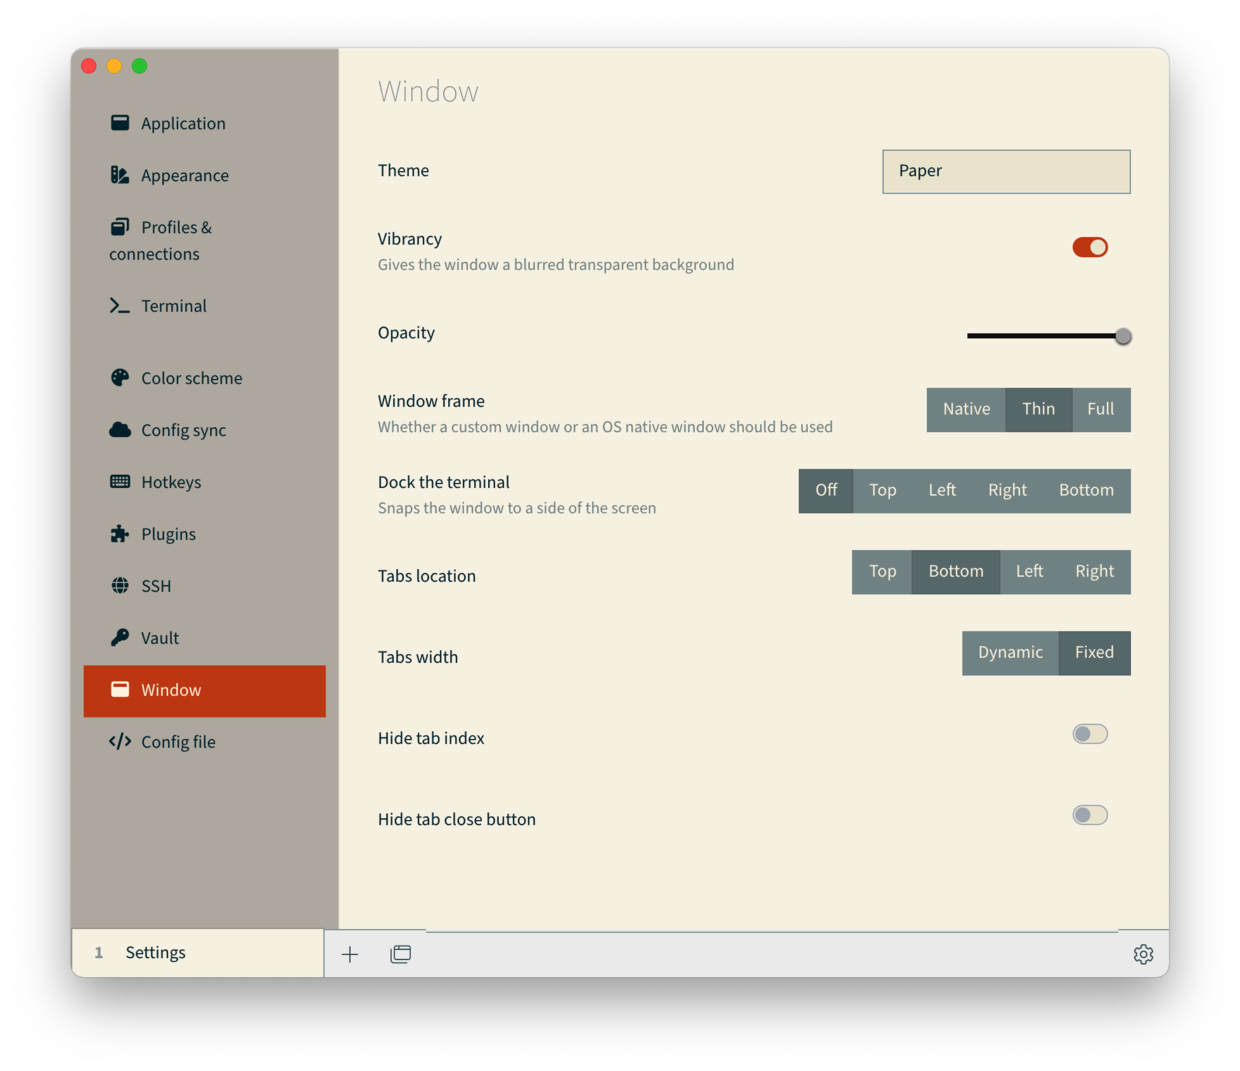 Application
Appearance
Profiles &
connections
Terminal
Color scheme
Config sync
Hotkeys
Plugins
SSH
Vault
Window
Config file
Window
Theme
Paper
Vibrancy
Gives the window a blurred transparent background
Opacity
Window frame
Whether a custom window or an OS native window should be used
Native Thin Full
Dock the terminal
Snaps the window to a side of the screen
Off Top Left Right Bottom
Tabs location
Top Bottom Left Right
Tabs width
Dynamic Fixed
Hide tab index
Hide tab close button
1 Settings